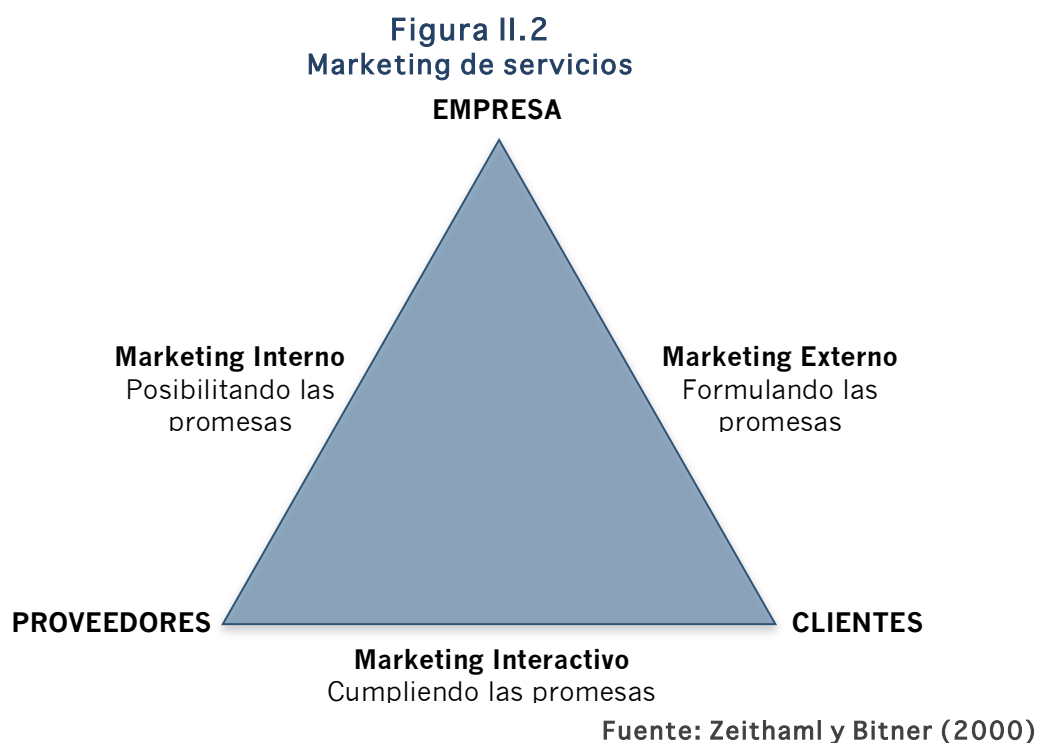 Figura II.2
Marketing de servicios
EMPRESA
Marketing Interno
Posibilitando las
promesas
Marketing Externo
Formulando las
promesas
PROVEEDORES
CLIENTES
Marketing Interactivo
Cumpliendo las promesas
Fuente: Zeithaml y Bitner (2000)